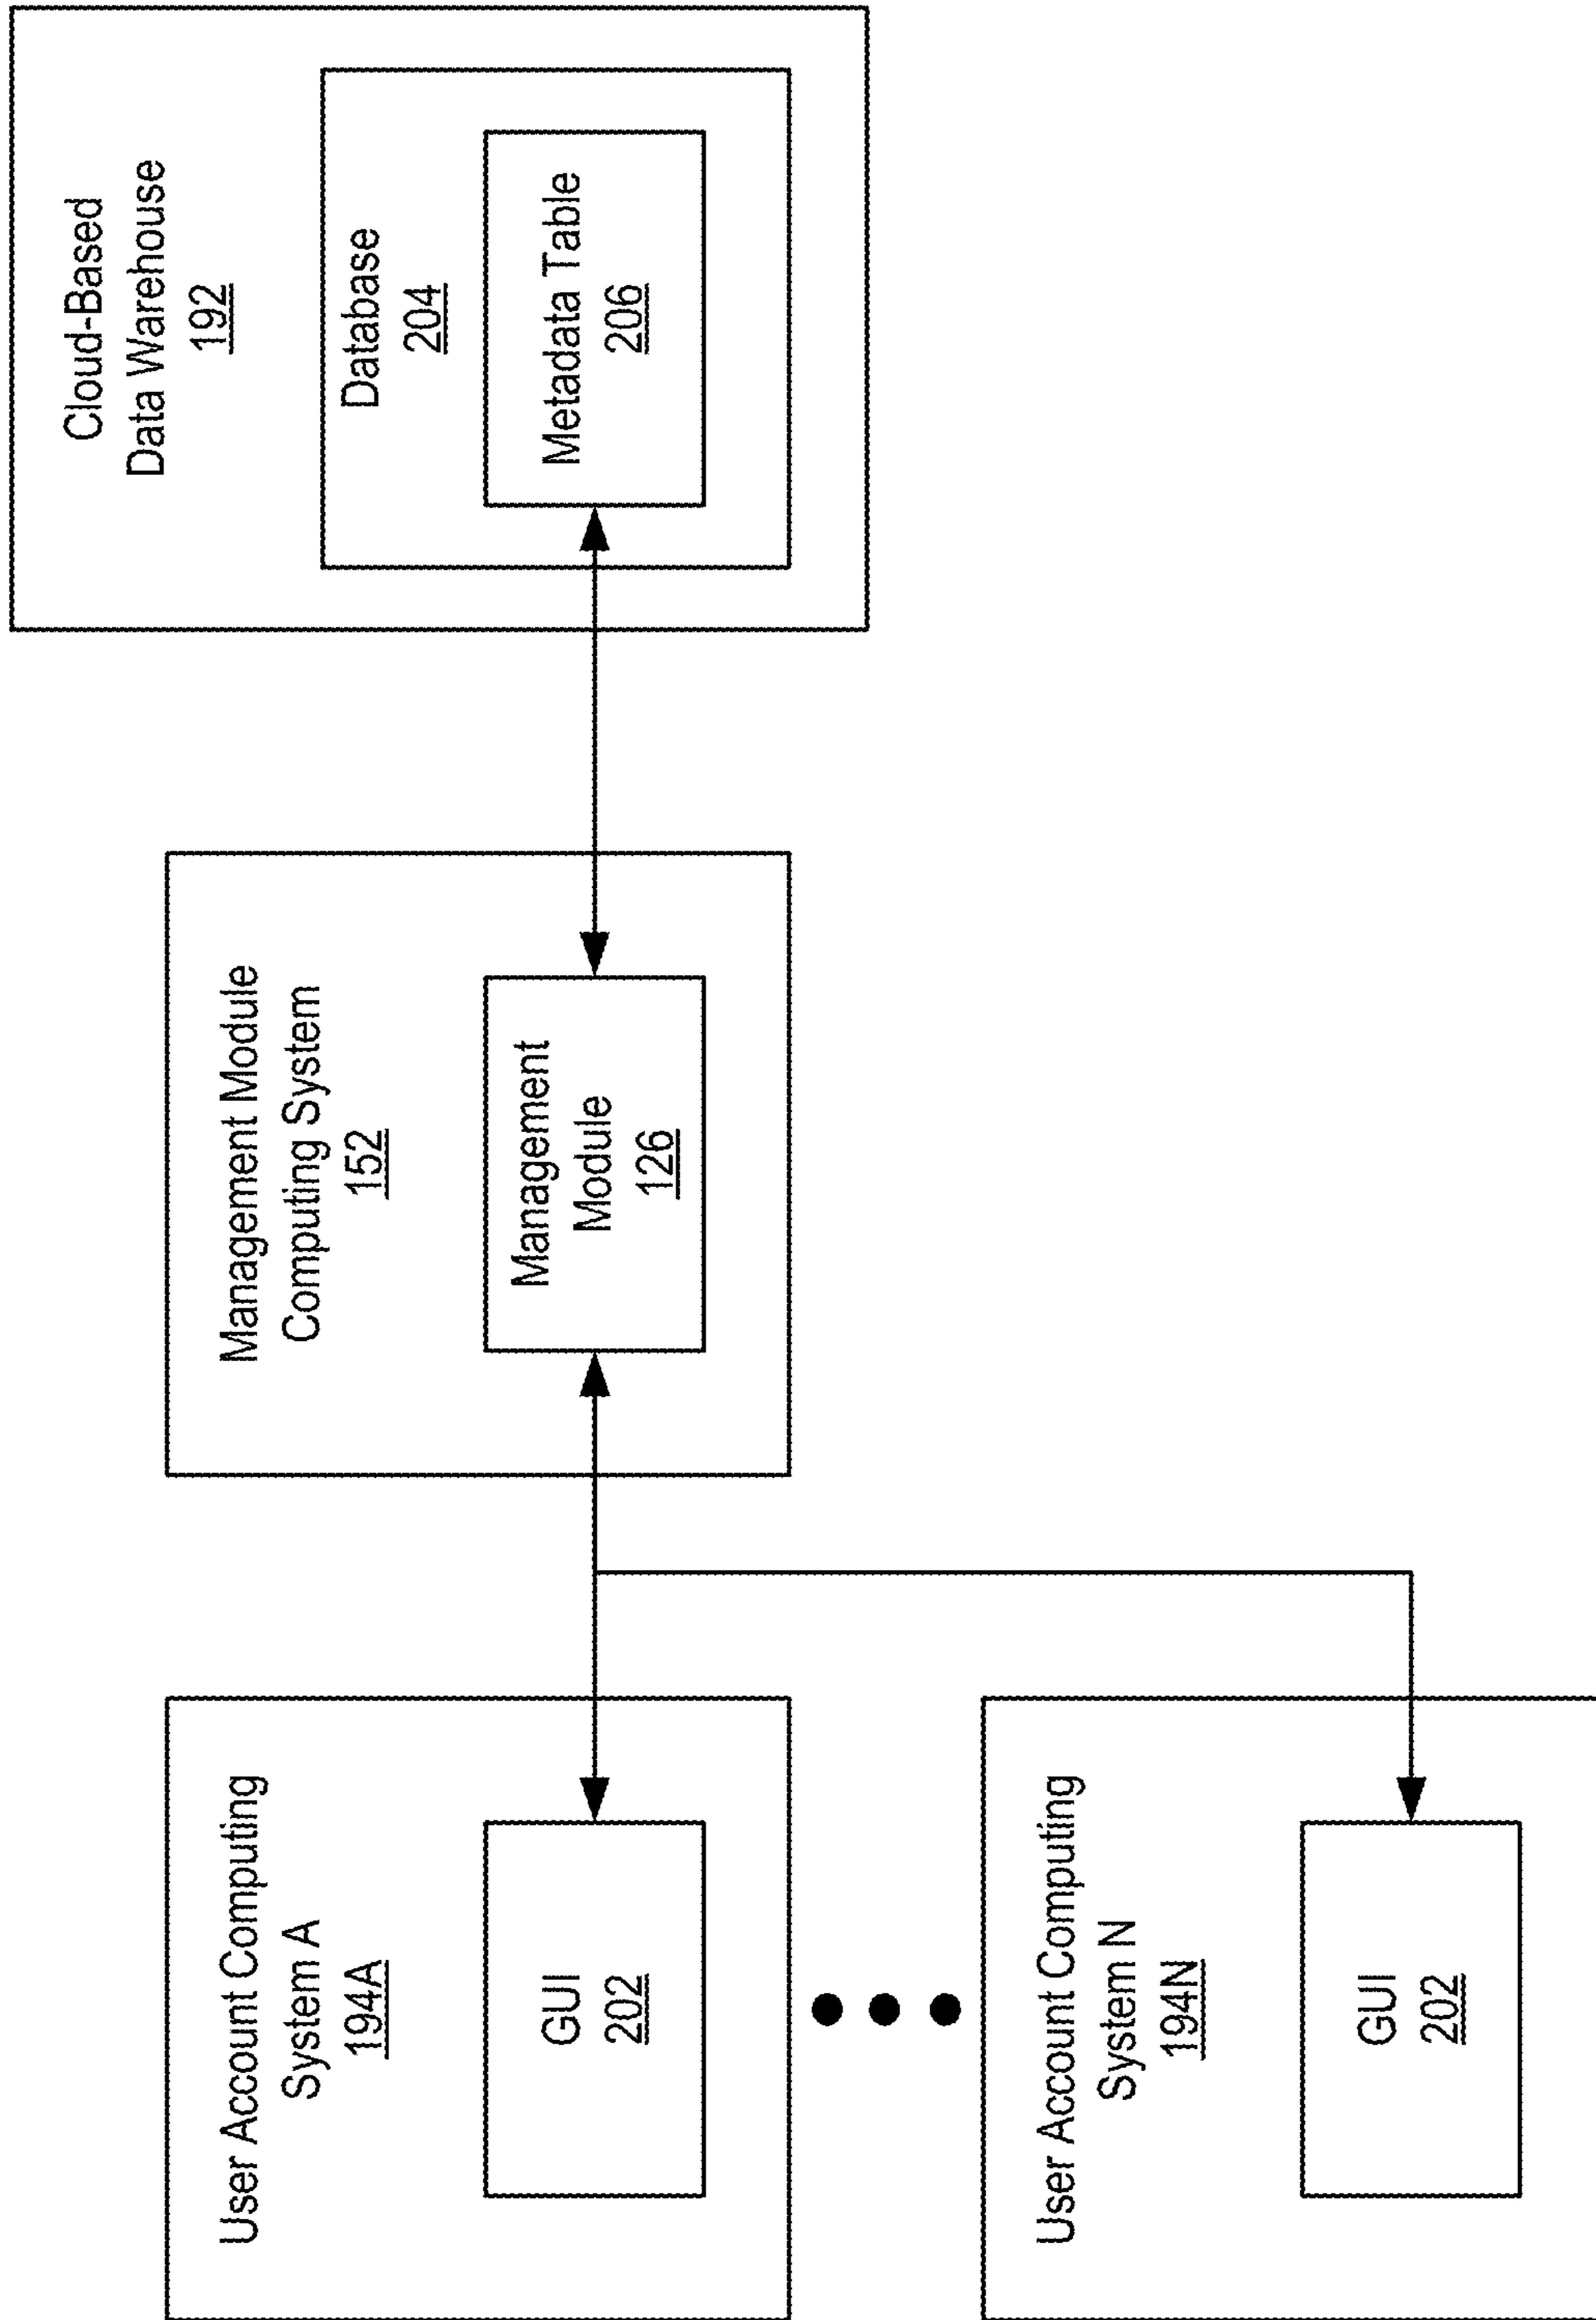 User Account Computing
System A
194A
GUI
202
Management Module
Computing System
152
Management
Module
126
Cloud-Based
Data Warehouse
192
Database
204
Metadata Table
206
User Account Computing
System N
194N
GUI
202